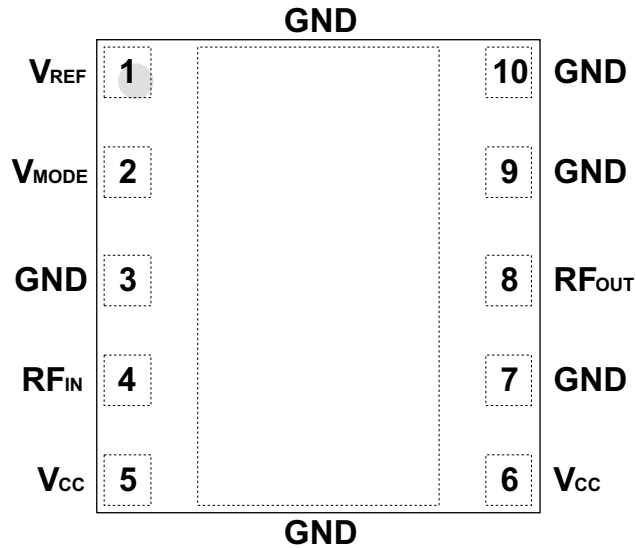 GND
VREF 1 10 GND
VMODE 2 9 GND
GND 3 8 RFOUT
RFIN 4 7 GND
VCC 5 6 VCC
GND